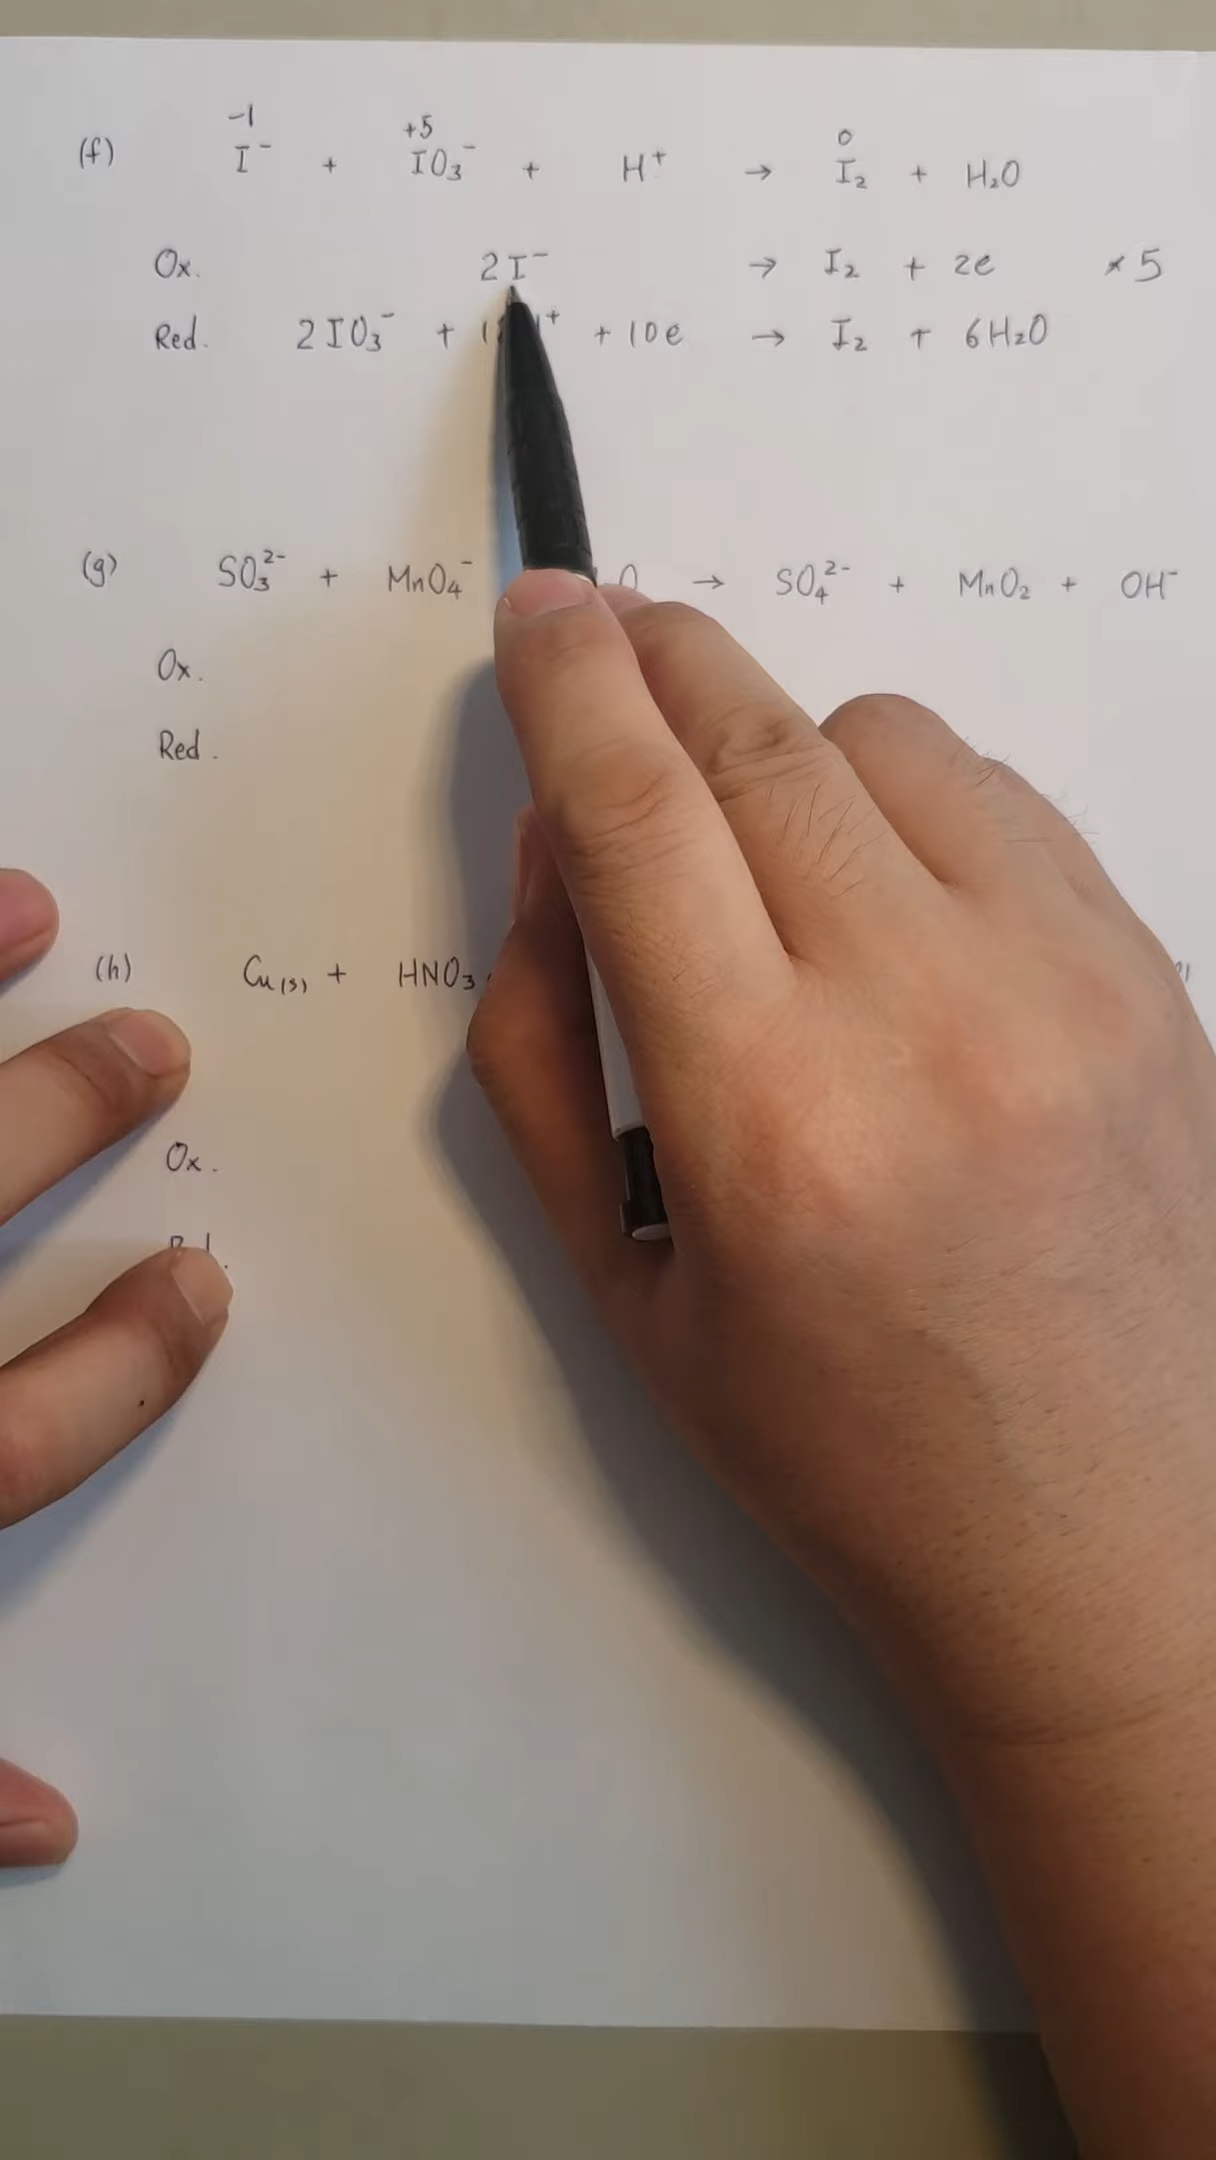 -1 +5 0
(f) I⁻ + IO₃⁻ + H⁺ → I₂ + H₂O
Ox. 2I⁻ → I₂ + 2e × 5
Red. 2IO₃⁻ + + 10e → I₂ + 6H₂O
(g) SO₃²⁻ + MnO₄⁻ → SO₄²⁻ + MnO₂ + OH⁻
Ox.
Red.
(h) Cu(s) + HNO₃
Ox.